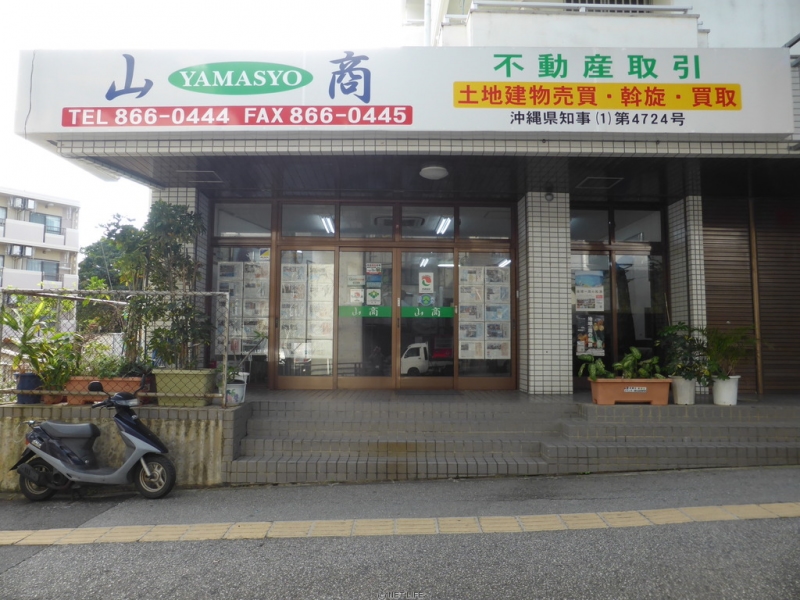 山 YAMASYO 商
TEL 866-0444 FAX 866-0445
不動産取引
土地建物売買・斡旋・買取
沖縄県知事(1)第4724号
山商 山商
© NET-LIFE